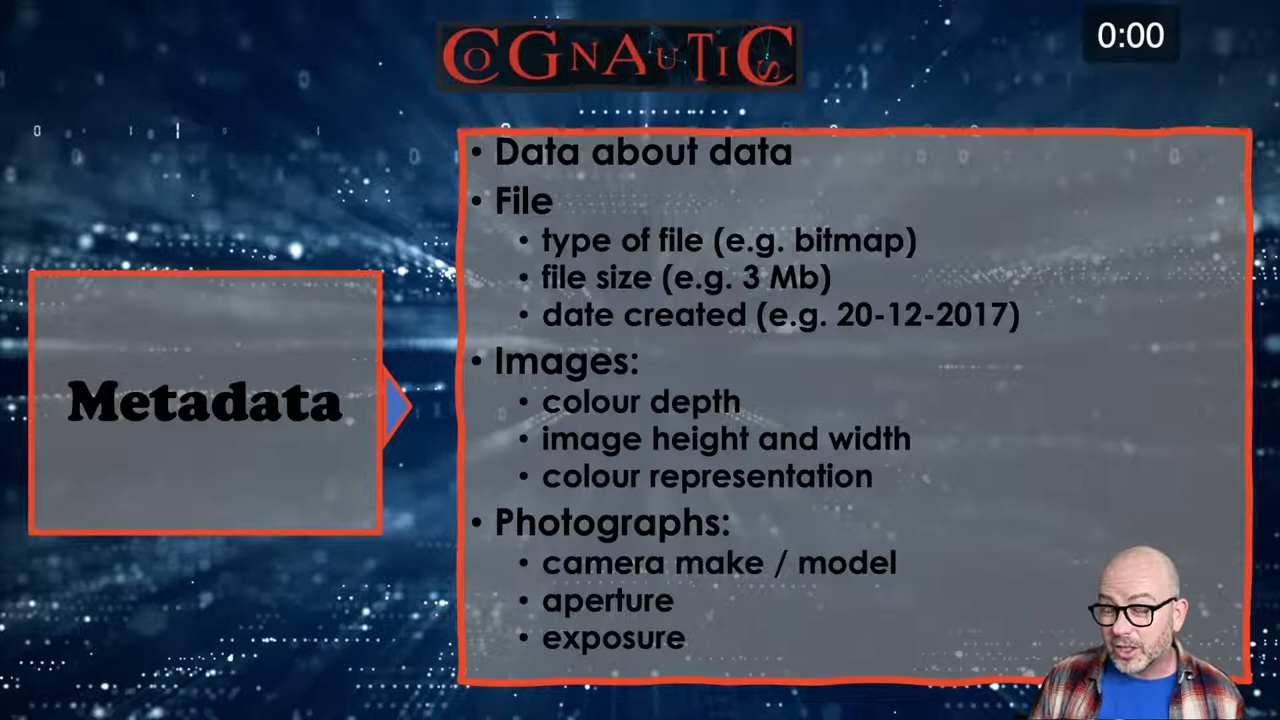 COGNAUTICS
0:00
• Data about data
• File
• type of file (e.g. bitmap)
• file size (e.g. 3 Mb)
• date created (e.g. 20-12-2017)
Metadata
• Images:
• colour depth
• image height and width
• colour representation
• Photographs:
• camera make / model
• aperture
• exposure